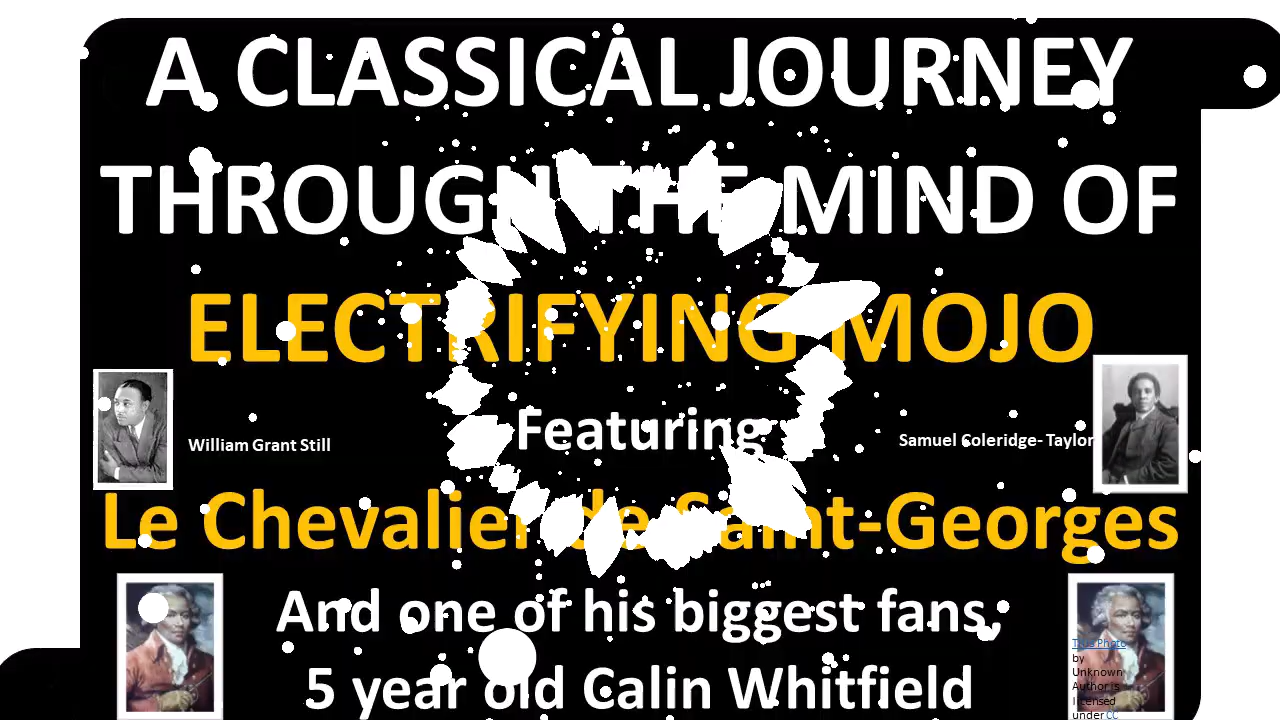 A CLASSICAL JOURNEY
THROUGH THE MIND OF
ELECTRIFYING MOJO
Featuring
William Grant Still
Samuel Coleridge- Taylor
Le Chevalier de Saint-Georges
And one of his biggest fans,
5 year old Calin Whitfield
This Photo
by
Unknown
Author is
licensed
under CC